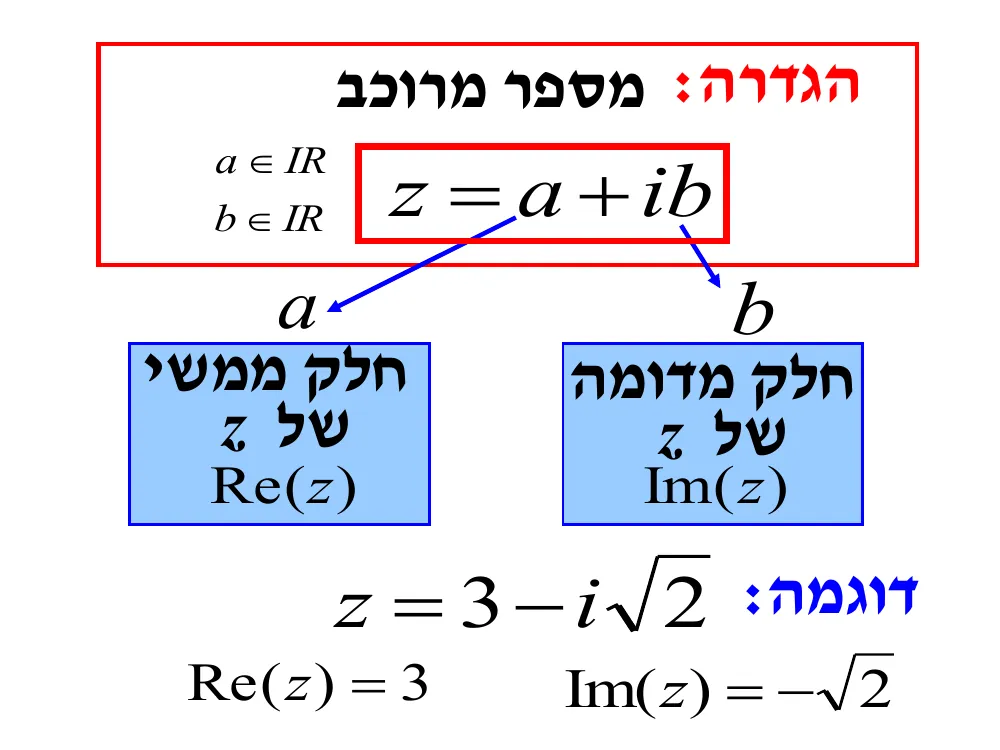 הגדרה: מספר מרוכב
z = a + ib
a ∈ IR
b ∈ IR
b
a
חלק מדומה
של z
Im(z)
חלק ממשי
של z
Re(z)
דוגמה: z = 3 − i√2
Re(z) = 3
Im(z) = −√2